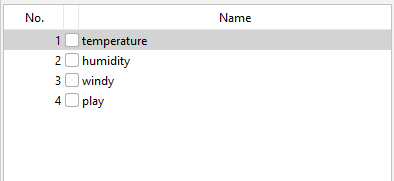 No. Name
1 temperature
2 humidity
3 windy
4 play